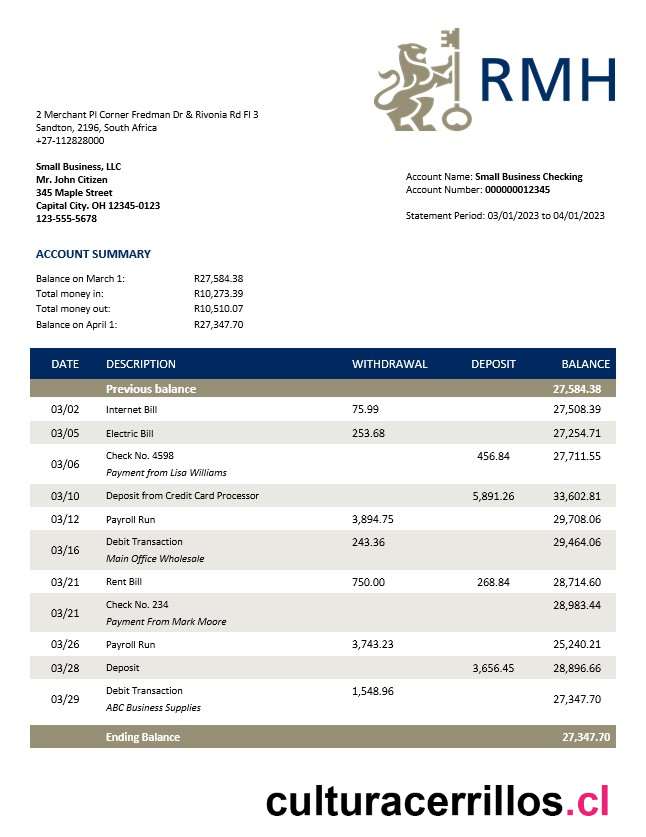 RMH
2 Merchant Pl Corner Fredman Dr & Rivonia Rd Fl 3
Sandton, 2196, South Africa
+27-112828000
Small Business, LLC
Mr. John Citizen
345 Maple Street
Capital City. OH 12345-0123
123-555-5678
Account Name: Small Business Checking
Account Number: 000000012345
Statement Period: 03/01/2023 to 04/01/2023
ACCOUNT SUMMARY
Balance on March 1: R27,584.38
Total money in: R10,273.39
Total money out: R10,510.07
Balance on April 1: R27,347.70
DATE DESCRIPTION WITHDRAWAL DEPOSIT BALANCE
Previous balance 27,584.38
03/02 Internet Bill 75.99 27,508.39
03/05 Electric Bill 253.68 27,254.71
03/06 Check No. 4598 456.84 27,711.55
Payment from Lisa Williams
03/10 Deposit from Credit Card Processor 5,891.26 33,602.81
03/12 Payroll Run 3,894.75 29,708.06
03/16 Debit Transaction 243.36 29,464.06
Main Office Wholesale
03/21 Rent Bill 750.00 268.84 28,714.60
03/21 Check No. 234 28,983.44
Payment From Mark Moore
03/26 Payroll Run 3,743.23 25,240.21
03/28 Deposit 3,656.45 28,896.66
03/29 Debit Transaction 1,548.96 27,347.70
ABC Business Supplies
Ending Balance 27,347.70
culturacerrillos.cl